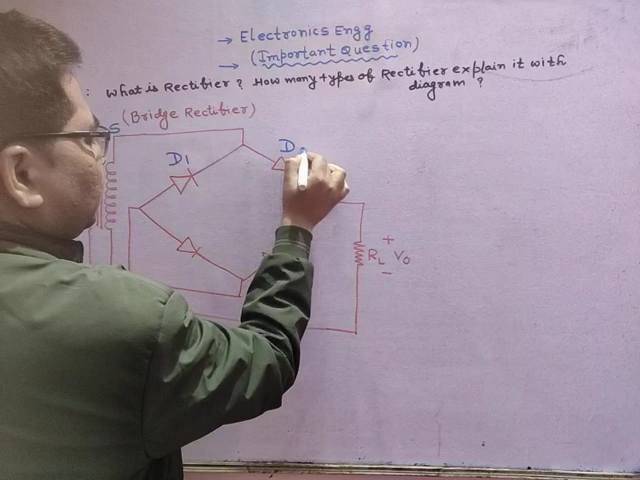 → Electronics Engg
→ (Important Question)
: What is Rectifier ? How many types of Rectifier explain it with
diagram ?
(Bridge Rectifier)
S
D1
D
+
RL Vo
-